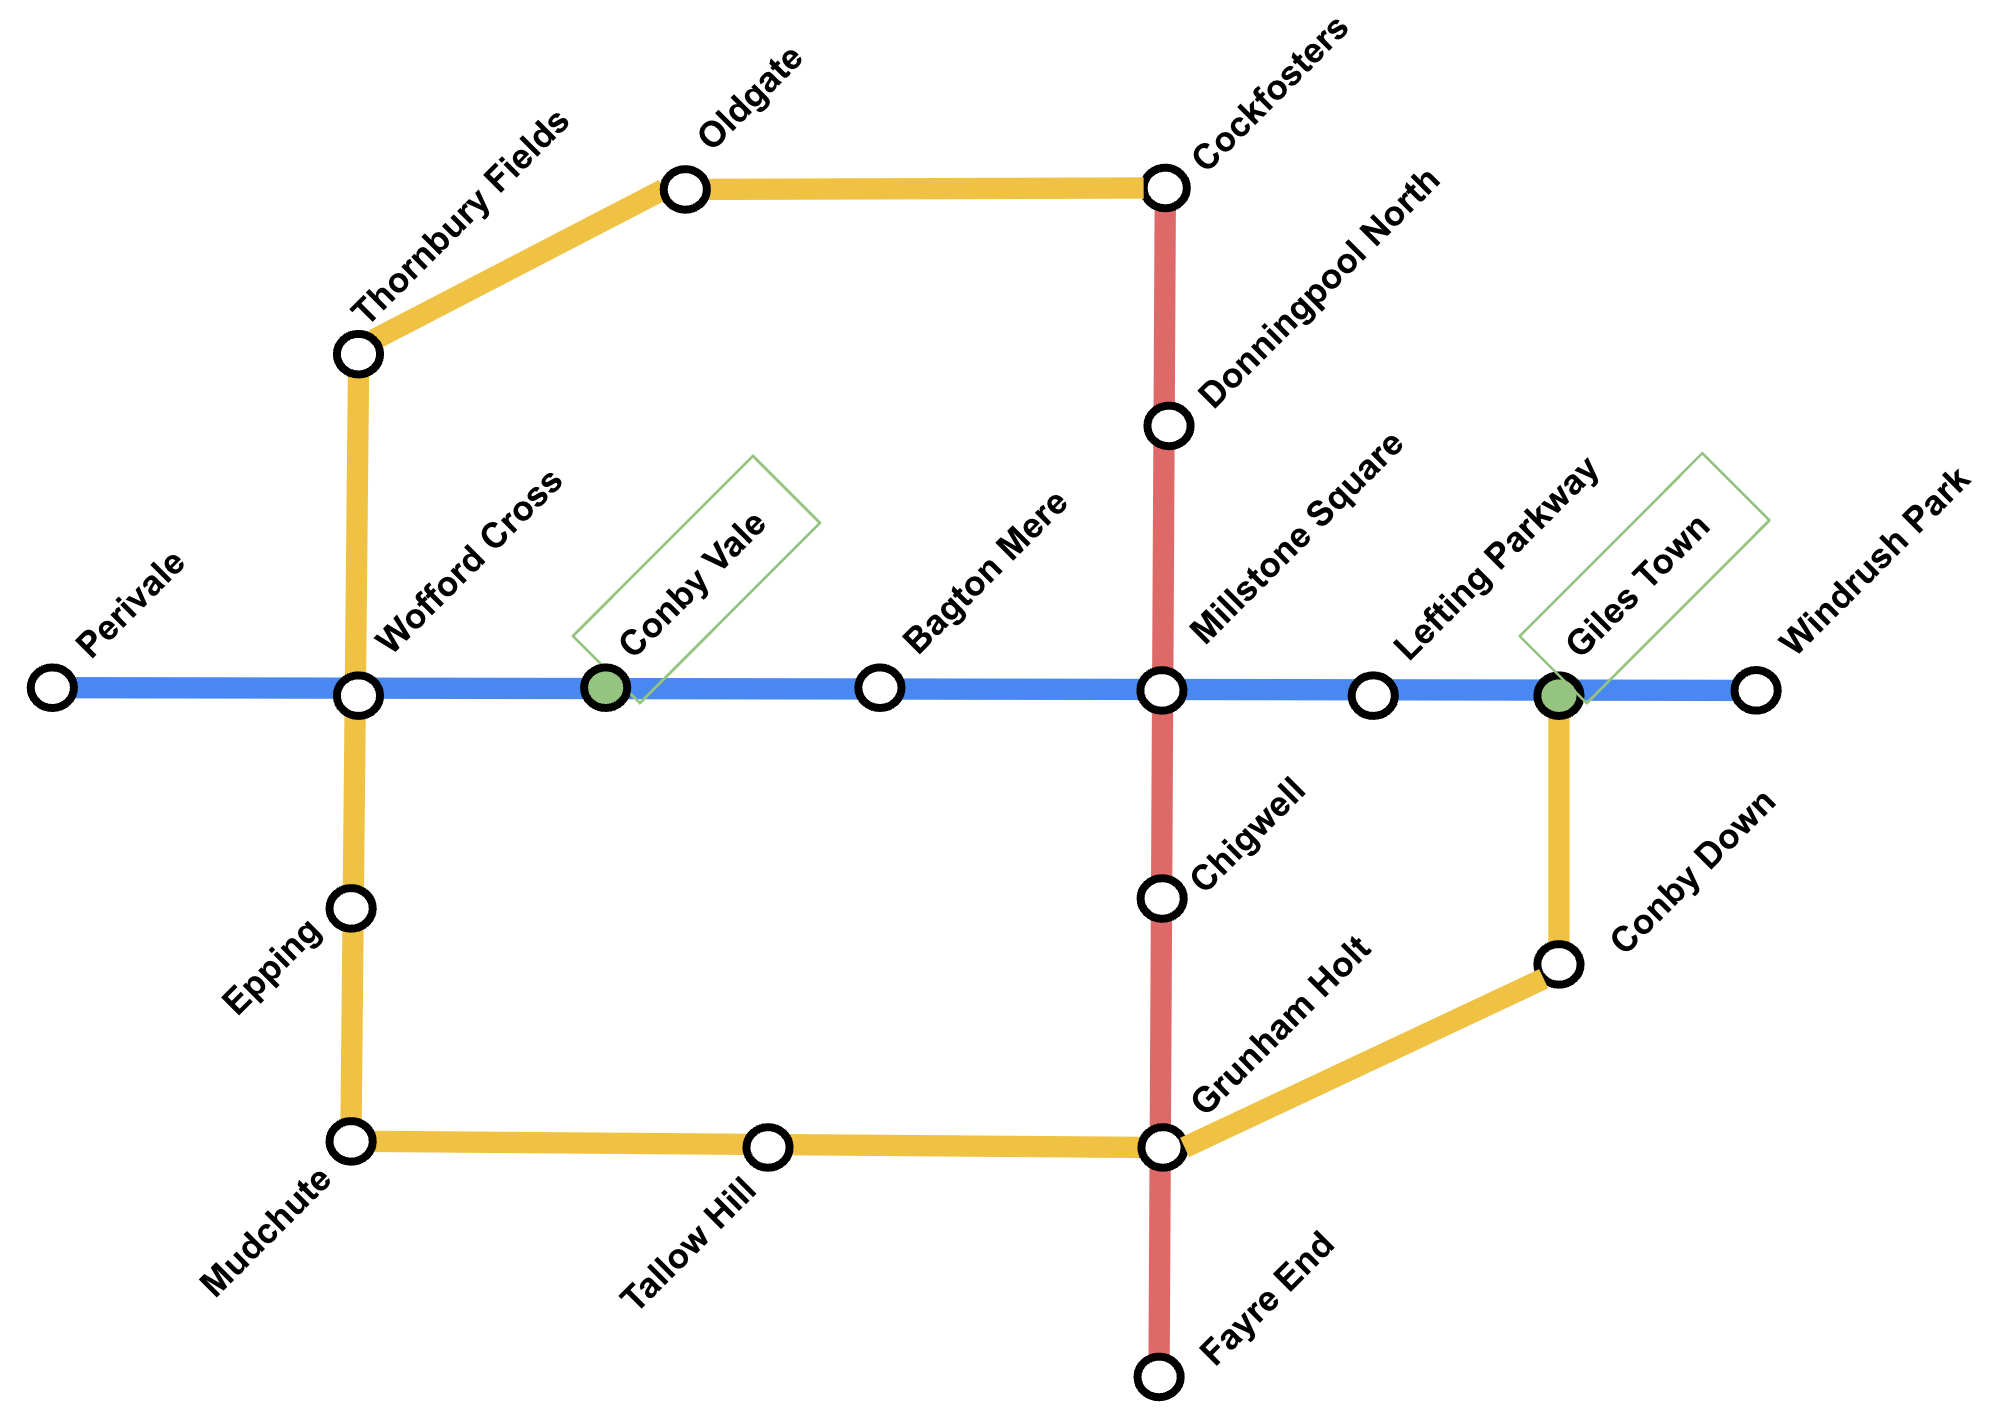 Oldgate
Cockfosters
Thornbury Fields
Donningpool North
Perivale
Wofford Cross
Conby Vale
Bagton Mere
Millstone Square
Lefting Parkway
Giles Town
Windrush Park
Epping
Chigwell
Conby Down
Grunham Holt
Mudchute
Tallow Hill
Fayre End